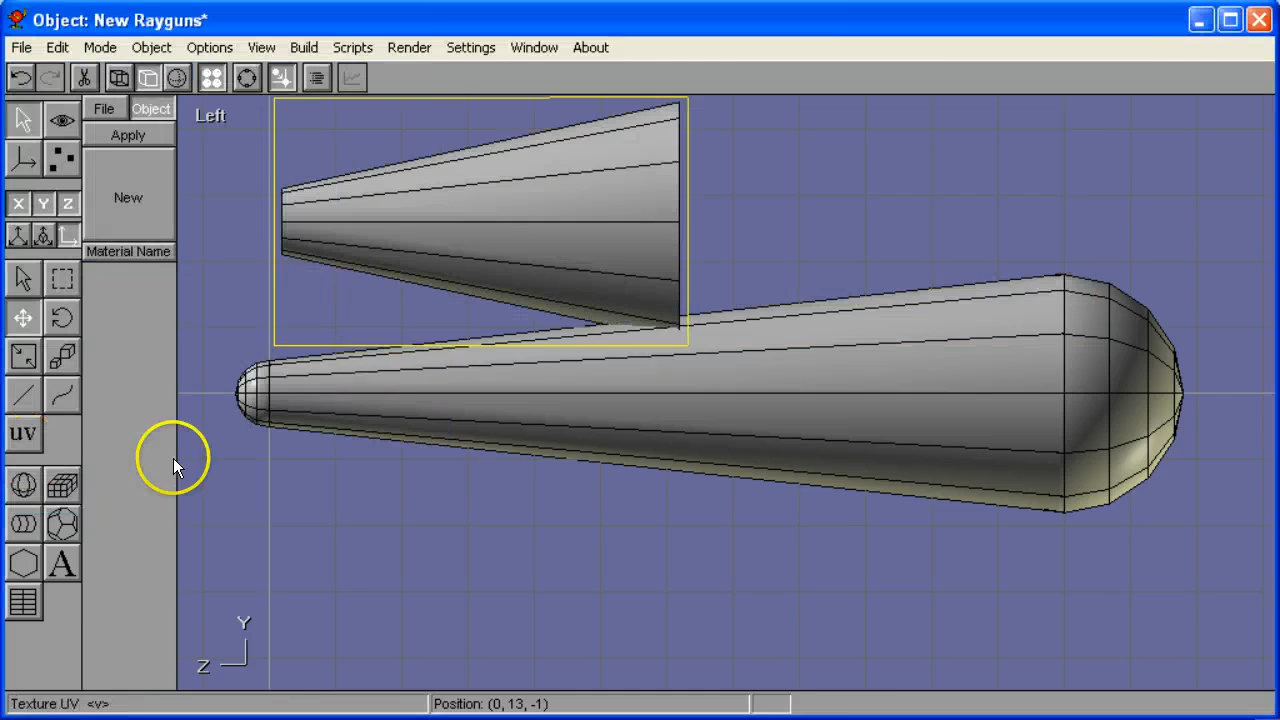 Object: New Rayguns*
File Edit Mode Object Options View Build Scripts Render Settings Window About
File Object
Left
Apply
New
X Y Z
Material Name
uv
A
Y
Z
Texture UV <v> Position: (0, 13, -1)